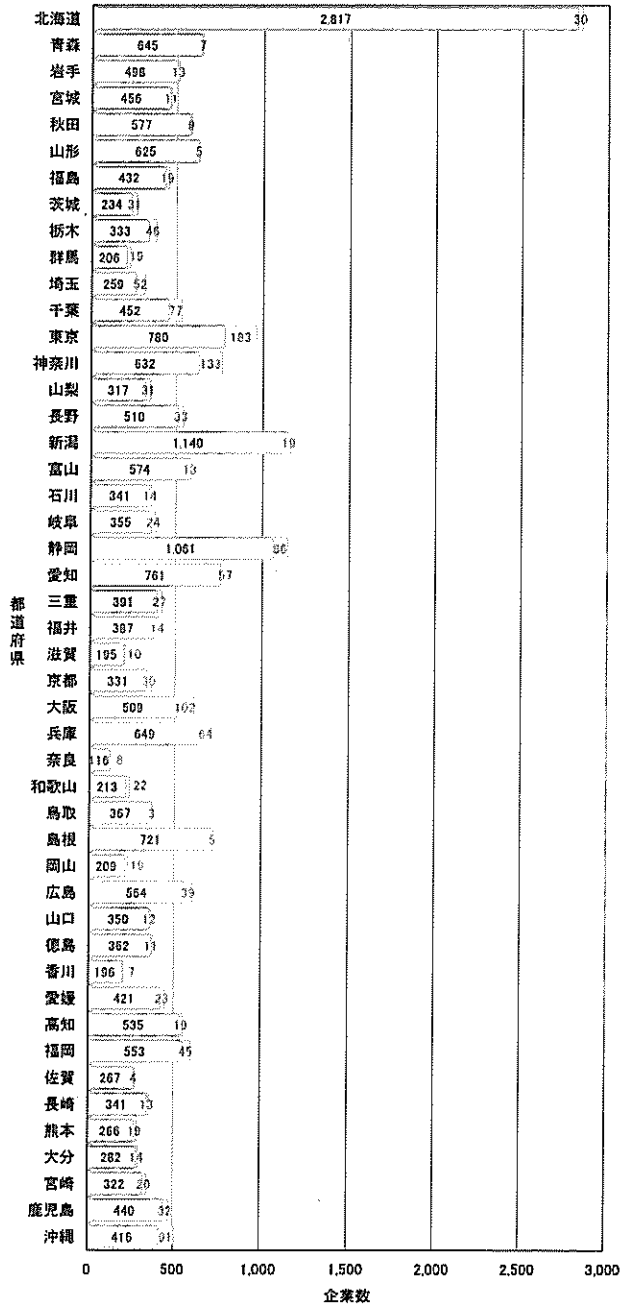 北海道 2,817 30
青森 645 7
岩手 498 13
宮城 456 11
秋田 577
山形 625 5
福島 432 19
茨城 234 31
栃木 333 46
群馬 206 19
埼玉 259 52
千葉 452 77
東京 780 183
神奈川 632 133
山梨 317 31
長野 510 33
新潟 1,140 19
富山 574 13
石川 341 14
岐阜 355 24
静岡 1,061
愛知 761 57
三重 391 27
福井 387 14
滋賀 195 10
京都 331 30
大阪 509 102
兵庫 649 64
奈良 116 8
和歌山 213 22
鳥取 367 3
島根 721 5
岡山 209
広島 564 39
山口 350 12
徳島 362 11
香川 196 7
愛媛 421 23
高知 535 19
福岡 553 45
佐賀 267 4
長崎 341 13
熊本 266 19
大分 282 14
宮崎 322 20
鹿児島 440 32
沖縄 416 91
都道府県
0 500 1,000 1,500 2,000 2,500 3,000
企業数